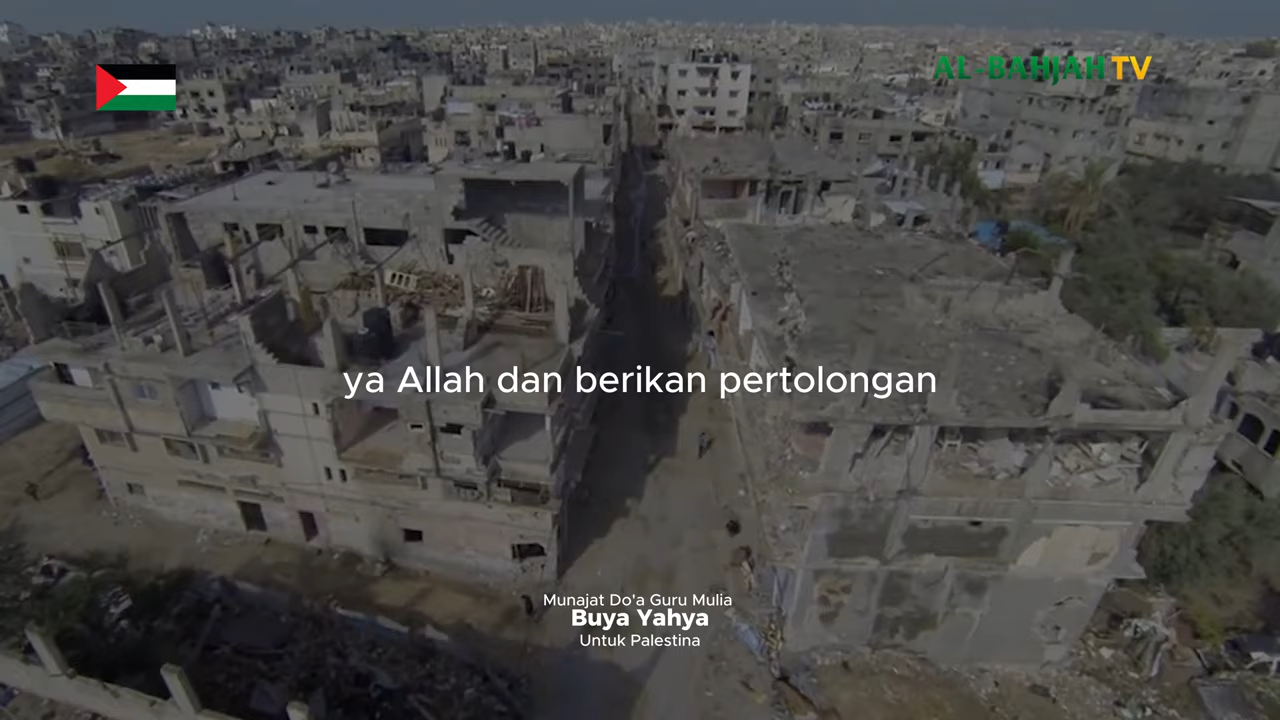 AL-BAHJAH TV
ya Allah dan berikan pertolongan
Munajat Do'a Guru Mulia
Buya Yahya
Untuk Palestina